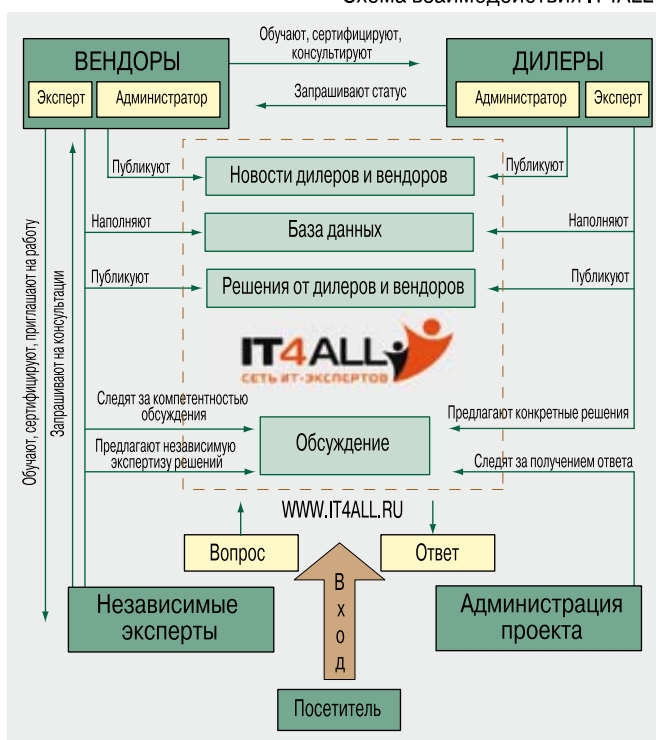 Схема взаимодействия IT4ALL
ВЕНДОРЫ
Эксперт
Администратор
Обучают, сертифицируют,
консультируют
Запрашивают статус
ДИЛЕРЫ
Администратор
Эксперт
Публикуют
Новости дилеров и вендоров
Публикуют
Наполняют
База данных
Наполняют
Публикуют
Решения от дилеров и вендоров
Публикуют
Обучают, сертифицируют, приглашают на работу
Запрашивают на консультации
IT4ALL
СЕТЬ ИТ-ЭКСПЕРТОВ
Следят за компетентностью
обсуждения
Предлагают независимую
экспертизу решений
Обсуждение
Предлагают конкретные решения
Следят за получением ответа
WWW.IT4ALL.RU
Вопрос
Ответ
Вход
Независимые
эксперты
Администрация
проекта
Посетитель